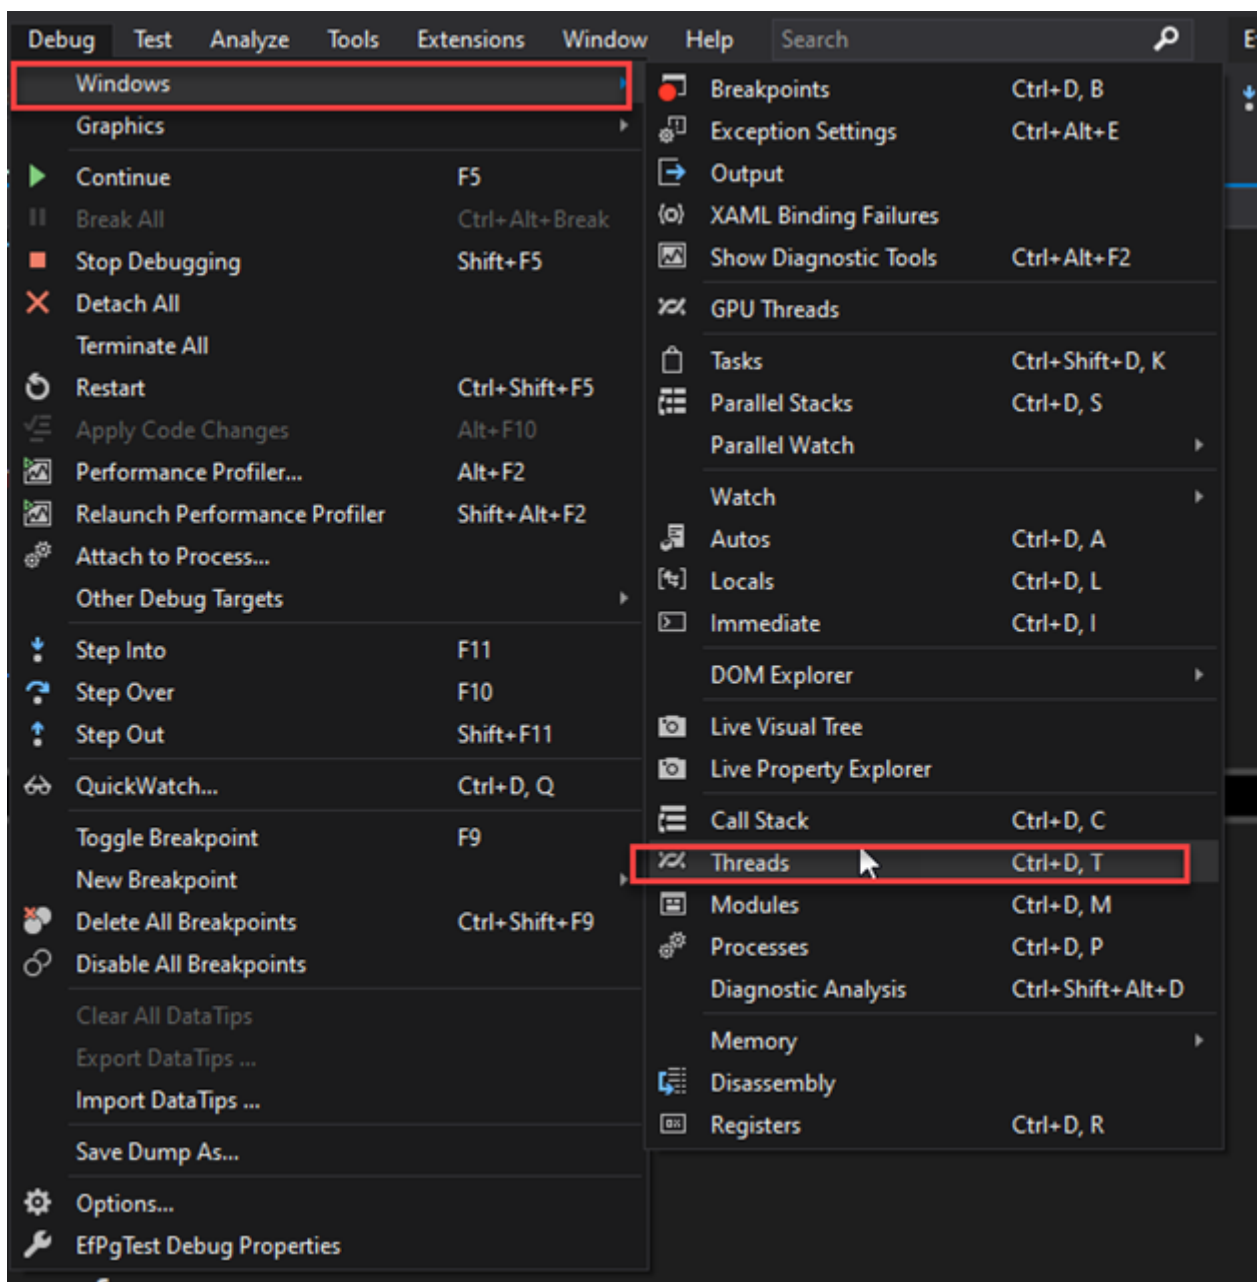 Debug Test Analyze Tools Extensions Window Help Search
Windows
Graphics
Continue F5
Break All Ctrl+Alt+Break
Stop Debugging Shift+F5
Detach All
Terminate All
Restart Ctrl+Shift+F5
Apply Code Changes Alt+F10
Performance Profiler... Alt+F2
Relaunch Performance Profiler Shift+Alt+F2
Attach to Process...
Other Debug Targets
Step Into F11
Step Over F10
Step Out Shift+F11
QuickWatch... Ctrl+D, Q
Toggle Breakpoint F9
New Breakpoint
Delete All Breakpoints Ctrl+Shift+F9
Disable All Breakpoints
Clear All DataTips
Export DataTips ...
Import DataTips ...
Save Dump As...
Options...
EfPgTest Debug Properties
Breakpoints Ctrl+D, B
Exception Settings Ctrl+Alt+E
Output
XAML Binding Failures
Show Diagnostic Tools Ctrl+Alt+F2
GPU Threads
Tasks Ctrl+Shift+D, K
Parallel Stacks Ctrl+D, S
Parallel Watch
Watch
Autos Ctrl+D, A
Locals Ctrl+D, L
Immediate Ctrl+D, I
DOM Explorer
Live Visual Tree
Live Property Explorer
Call Stack Ctrl+D, C
Threads Ctrl+D, T
Modules Ctrl+D, M
Processes Ctrl+D, P
Diagnostic Analysis Ctrl+Shift+Alt+D
Memory
Disassembly
Registers Ctrl+D, R